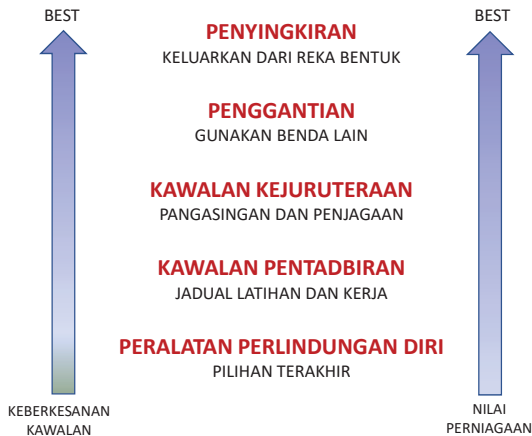 BEST
BEST
PENYINGKIRAN
KELUARKAN DARI REKA BENTUK
PENGGANTIAN
GUNAKAN BENDA LAIN
KAWALAN KEJURUTERAAN
PANGASINGAN DAN PENJAGAAN
KAWALAN PENTADBIRAN
JADUAL LATIHAN DAN KERJA
PERALATAN PERLINDUNGAN DIRI
PILIHAN TERAKHIR
KEBERKESANAN
KAWALAN
NILAI
PERNIAGAAN